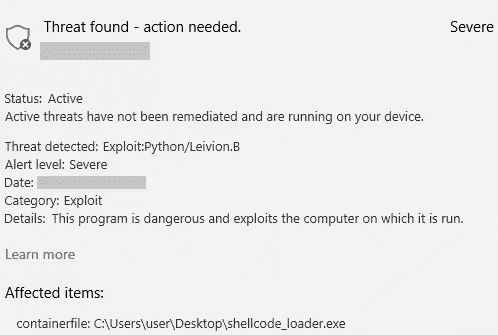 Threat found - action needed.
Severe
Status: Active
Active threats have not been remediated and are running on your device.
Threat detected: Exploit:Python/Leivion.B
Alert level: Severe
Date:
Category: Exploit
Details: This program is dangerous and exploits the computer on which it is run.
Learn more
Affected items:
containerfile: C:\Users\user\Desktop\shellcode_loader.exe